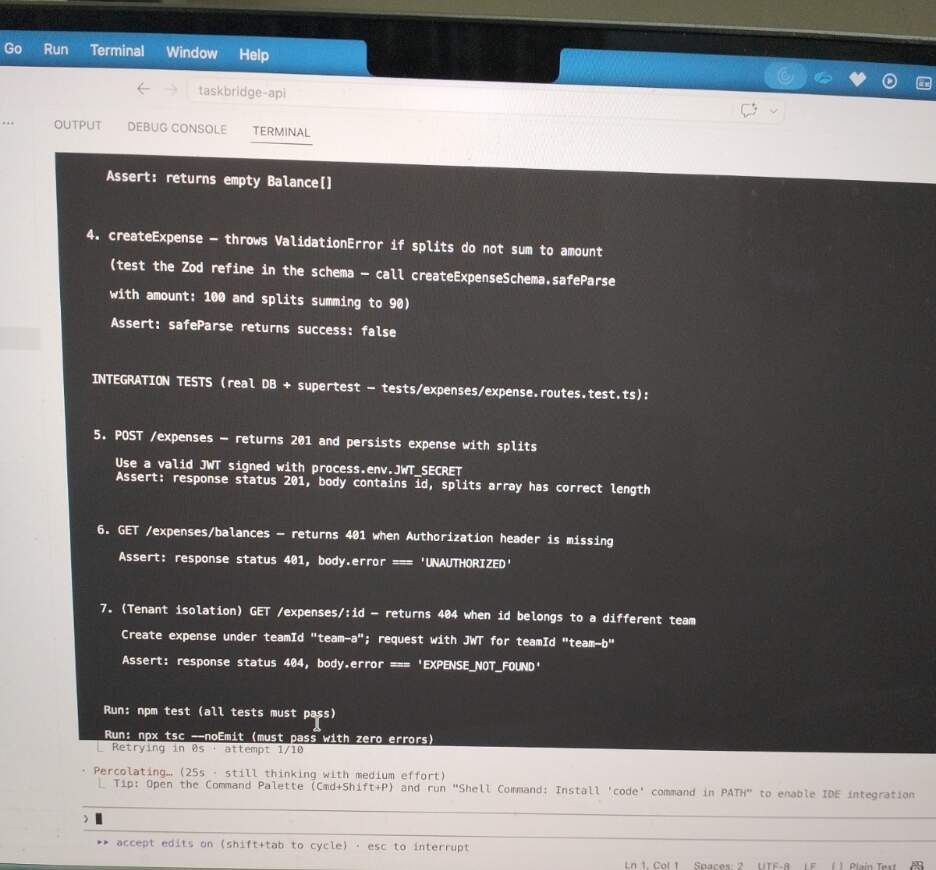 Go Run Terminal Window Help
taskbridge-api
OUTPUT DEBUG CONSOLE TERMINAL
Assert: returns empty Balance[]
4. createExpense — throws ValidationError if splits do not sum to amount
(test the Zod refine in the schema — call createExpenseSchema.safeParse
with amount: 100 and splits summing to 90)
Assert: safeParse returns success: false
INTEGRATION TESTS (real DB + supertest — tests/expenses/expense.routes.test.ts):
5. POST /expenses — returns 201 and persists expense with splits
Use a valid JWT signed with process.env.JWT_SECRET
Assert: response status 201, body contains id, splits array has correct length
6. GET /expenses/balances — returns 401 when Authorization header is missing
Assert: response status 401, body.error === 'UNAUTHORIZED'
7. (Tenant isolation) GET /expenses/:id — returns 404 when id belongs to a different team
Create expense under teamId "team-a"; request with JWT for teamId "team-b"
Assert: response status 404, body.error === 'EXPENSE_NOT_FOUND'
Run: npm test (all tests must pass)
Run: npx tsc --noEmit (must pass with zero errors)
Retrying in 0s · attempt 1/10
· Percolating… (25s · still thinking with medium effort)
Tip: Open the Command Palette (Cmd+Shift+P) and run "Shell Command: Install 'code' command in PATH" to enable IDE integration
❯
▸▸ accept edits on (shift+tab to cycle) · esc to interrupt
Ln 1, Col 1 Spaces: 2 UTF-8 LF { } Plain Text